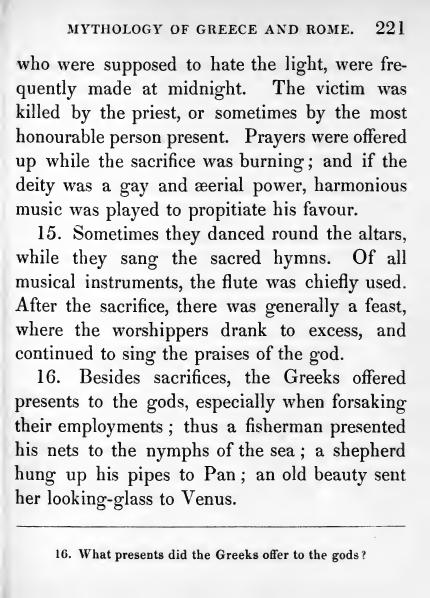 MYTHOLOGY OF GREECE AND ROME. 221
who were supposed to hate the light, were fre-
quently made at midnight. The victim was
killed by the priest, or sometimes by the most
honourable person present. Prayers were offered
up while the sacrifice was burning; and if the
deity was a gay and æerial power, harmonious
music was played to propitiate his favour.
15. Sometimes they danced round the altars,
while they sang the sacred hymns. Of all
musical instruments, the flute was chiefly used.
After the sacrifice, there was generally a feast,
where the worshippers drank to excess, and
continued to sing the praises of the god.
16. Besides sacrifices, the Greeks offered
presents to the gods, especially when forsaking
their employments; thus a fisherman presented
his nets to the nymphs of the sea; a shepherd
hung up his pipes to Pan; an old beauty sent
her looking-glass to Venus.
16. What presents did the Greeks offer to the gods?